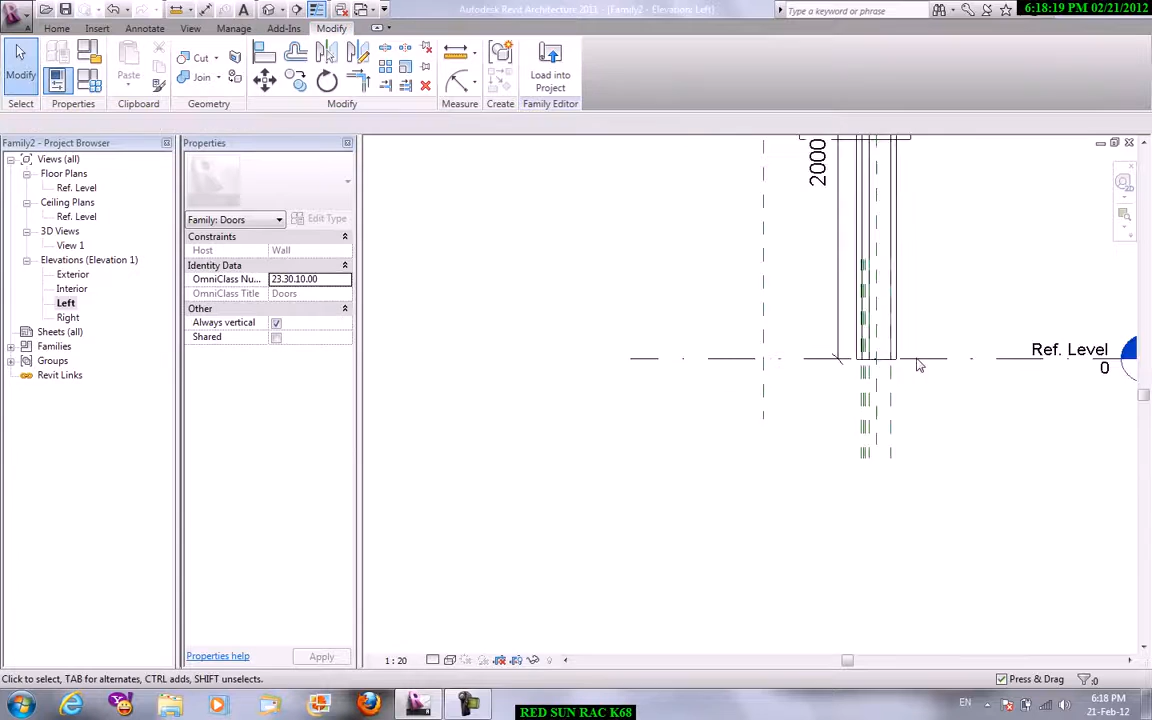 Autodesk Revit Architecture 2011 - [Family2 - Elevations Left]
Type a keyword or phrase
6:18:19 PM 02/21/2012
Home Insert Annotate View Manage Add-Ins Modify
Modify
Paste
Cut
Join
Load into
Project
Select Properties Clipboard Geometry Modify Measure Create Family Editor
Family2 - Project Browser
Views (all)
Floor Plans
Ref. Level
Ceiling Plans
Ref. Level
3D Views
View 1
Elevations (Elevation 1)
Exterior
Interior
Left
Right
Sheets (all)
Families
Groups
Revit Links
Properties
Family: Doors
Edit Type
Constraints
Host Wall
Identity Data
OmniClass Nu... 23.30.10.00
OmniClass Title Doors
Other
Always vertical
Shared
Properties help
Apply
2000
Ref. Level
0
1 : 20
Click to select, TAB for alternates, CTRL adds, SHIFT unselects.
Press & Drag
:0
EN
6:18 PM
21-Feb-12
RED SUN RAC K68